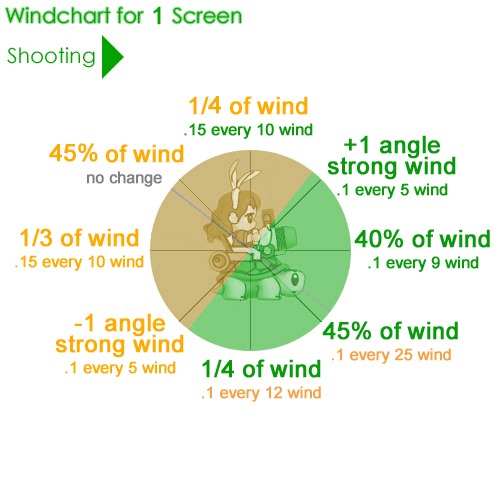 Windchart for 1 Screen
Shooting
1/4 of wind
.15 every 10 wind
+1 angle
strong wind
.1 every 5 wind
45% of wind
no change
1/3 of wind
.15 every 10 wind
40% of wind
.1 every 9 wind
-1 angle
strong wind
.1 every 5 wind
45% of wind
.1 every 25 wind
1/4 of wind
.1 every 12 wind